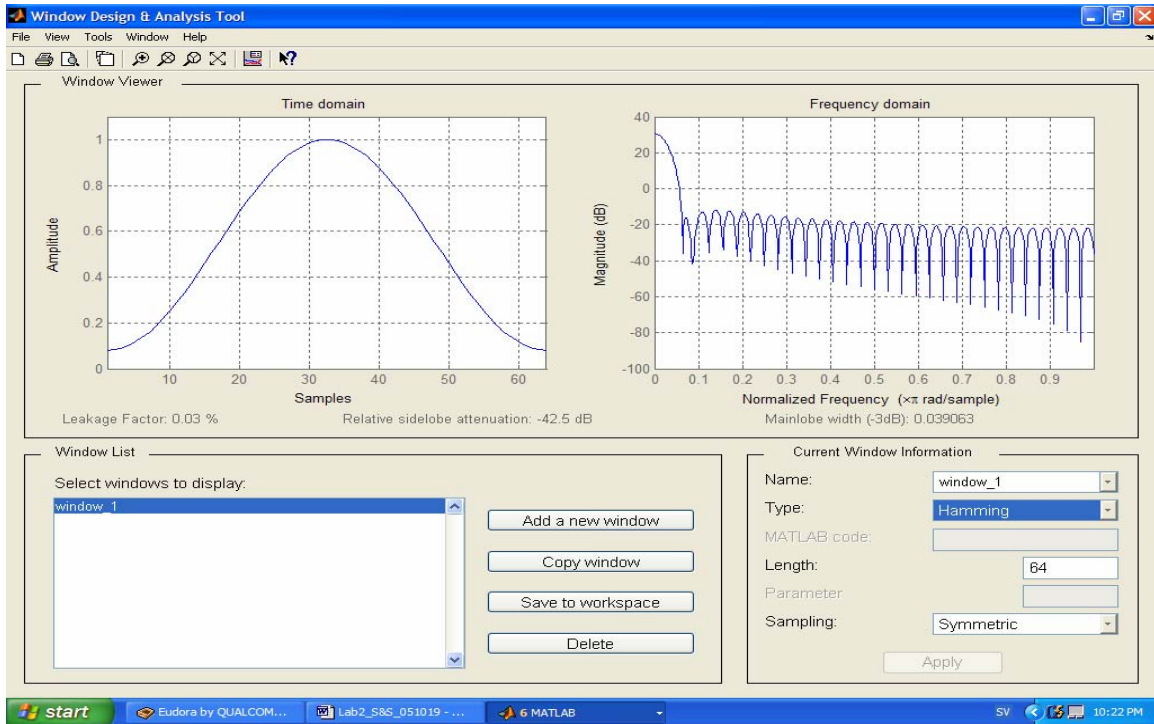 Window Design & Analysis Tool
File View Tools Window Help
Window Viewer
Time domain
Amplitude
1
0.8
0.6
0.4
0.2
0
10 20 30 40 50 60
Samples
Frequency domain
Magnitude (dB)
40
20
0
-20
-40
-60
-80
-100
0 0.1 0.2 0.3 0.4 0.5 0.6 0.7 0.8 0.9
Normalized Frequency (×π rad/sample)
Leakage Factor: 0.03 %
Relative sidelobe attenuation: -42.5 dB
Mainlobe width (-3dB): 0.039063
Window List
Select windows to display:
window_1
Add a new window
Copy window
Save to workspace
Delete
Current Window Information
Name: window_1
Type: Hamming
MATLAB code:
Length: 64
Parameter
Sampling: Symmetric
Apply
start
Eudora by QUALCOM...
Lab2_S&S_051019 - ...
6 MATLAB
SV
10:22 PM